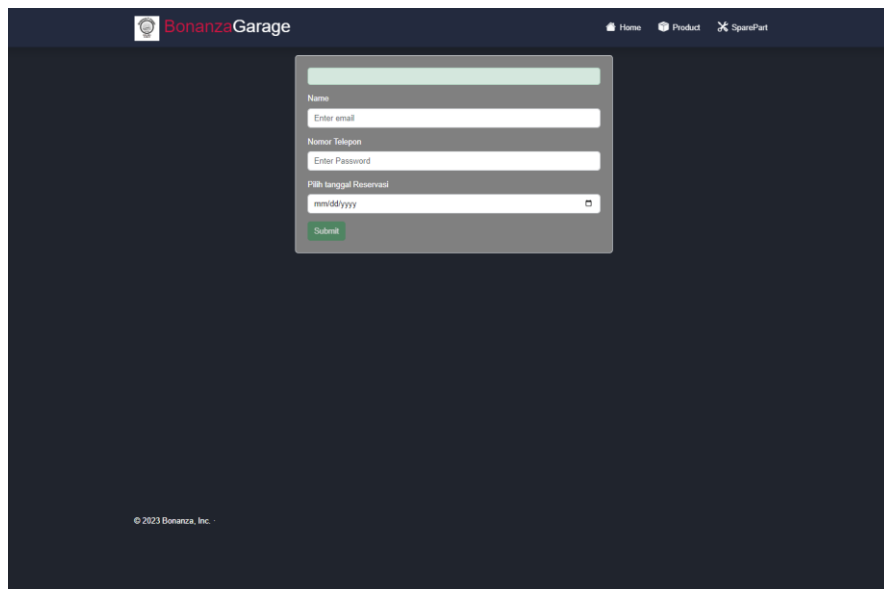 BonanzaGarage
Home Product SparePart
Name
Enter email
Nomor Telepon
Enter Password
Pilih tanggal Reservasi
mm/dd/yyyy
Submit
© 2023 Bonanza, Inc. ·